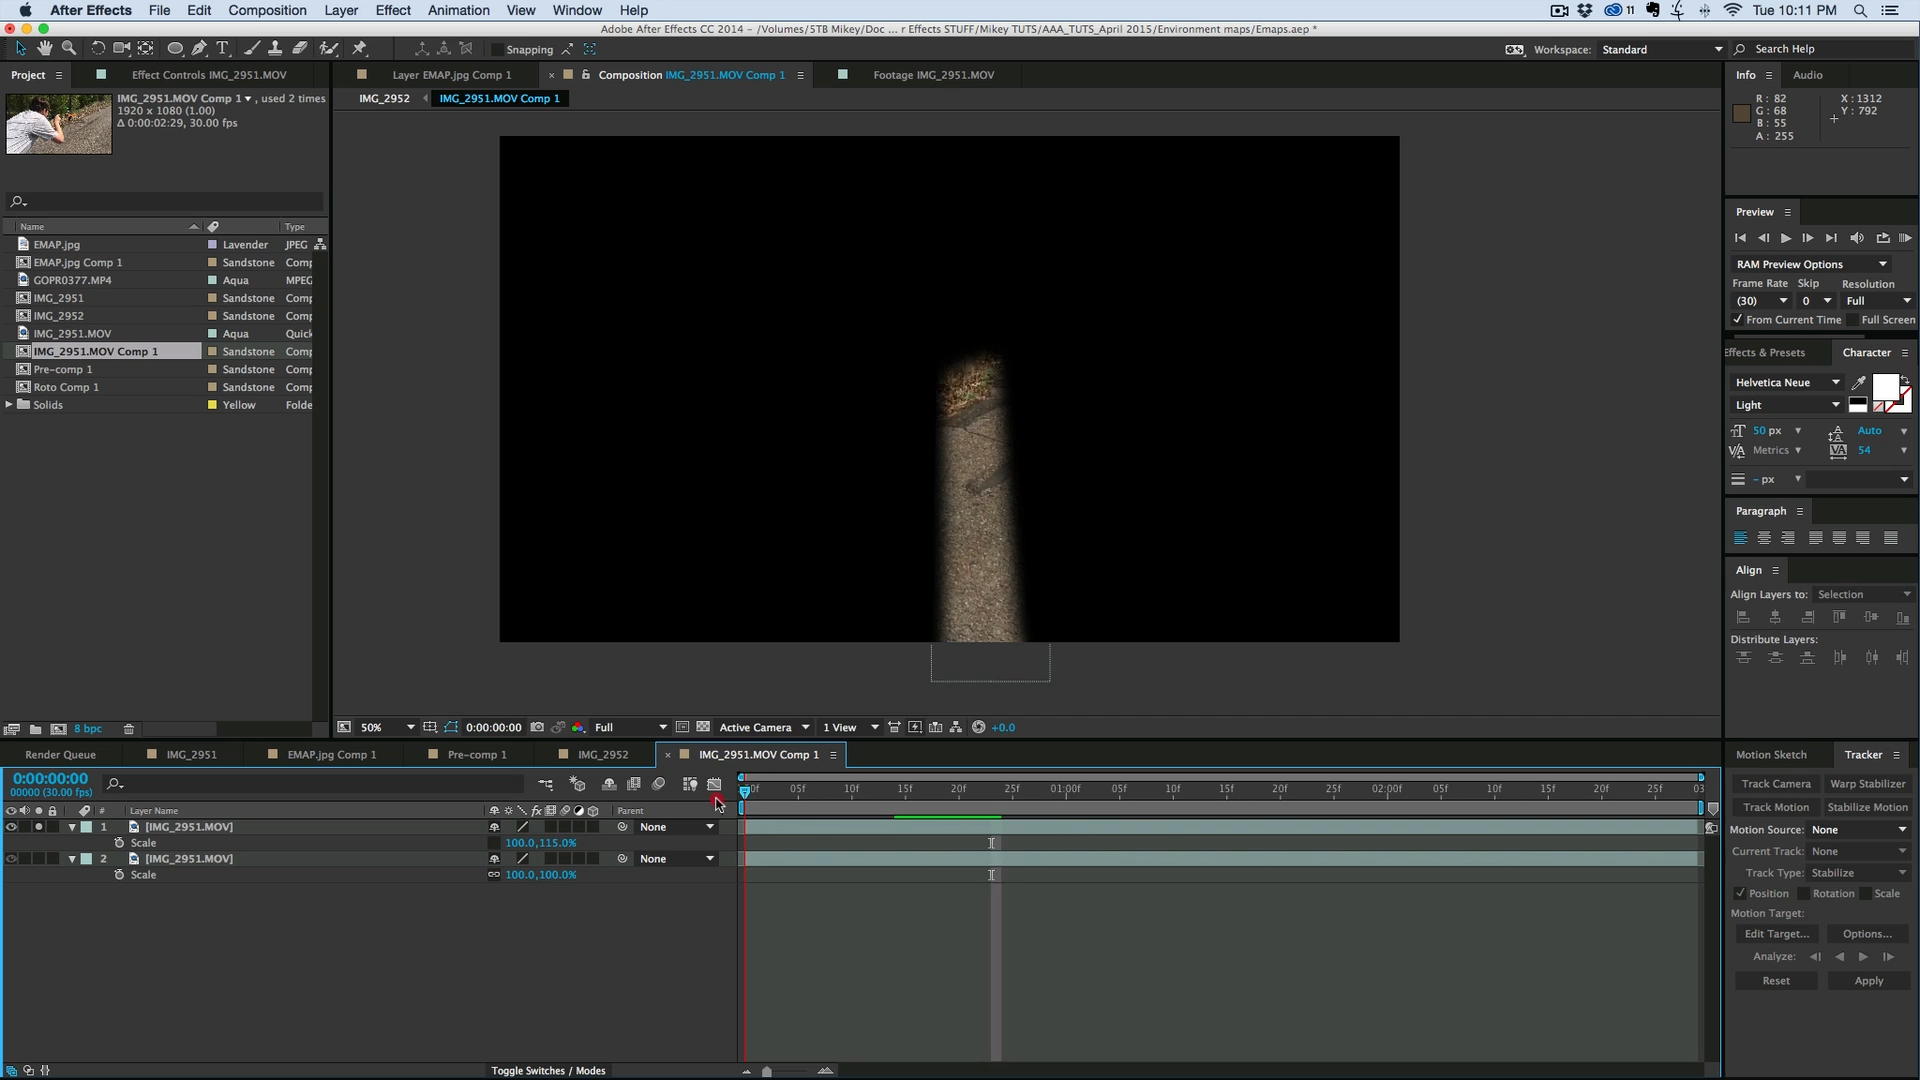 After Effects File Edit Composition Layer Effect Animation View Window Help 11 Tue 10:11 PM
Adobe After Effects CC 2014 - /Volumes/5TB Mikey/Doc ... r Effects STUFF/Mikey TUTS/AAA_TUTS_April 2015/Environment maps/Emaps.aep *
Snapping Workspace: Standard Search Help
Project Effect Controls IMG_2951.MOV Layer EMAP.jpg Comp 1 Composition IMG_2951.MOV Comp 1 Footage IMG_2951.MOV Info Audio
IMG_2951.MOV Comp 1 , used 2 times
1920 x 1080 (1.00)
Δ 0:00:02:29, 30.00 fps
IMG_2952 IMG_2951.MOV Comp 1
R: 82 X: 1312
G: 68 Y: 792
B: 55
A: 255
Preview
RAM Preview Options
Frame Rate Skip Resolution
(30) 0 Full
From Current Time Full Screen
Name Type
EMAP.jpg Lavender JPEG
EMAP.jpg Comp 1 Sandstone Comp
GOPR0377.MP4 Aqua MPEG
IMG_2951 Sandstone Comp
IMG_2952 Sandstone Comp
IMG_2951.MOV Aqua Quick
IMG_2951.MOV Comp 1 Sandstone Comp
Pre-comp 1 Sandstone Comp
Roto Comp 1 Sandstone Comp
Solids Yellow Folde
Effects & Presets Character
Helvetica Neue
Light
50 px Auto
Metrics 54
- px
Paragraph
Align
Align Layers to: Selection
Distribute Layers:
8 bpc 50% 0:00:00:00 Full Active Camera 1 View +0.0
Render Queue IMG_2951 EMAP.jpg Comp 1 Pre-comp 1 IMG_2952 IMG_2951.MOV Comp 1 Motion Sketch Tracker
0:00:00:00
00000 (30.00 fps)
00f 05f 10f 15f 20f 25f 01:00f 05f 10f 15f 20f 25f 02:00f 05f 10f 15f 20f 25f 03
# Layer Name Parent
1 [IMG_2951.MOV] None
Scale 100.0,115.0%
2 [IMG_2951.MOV] None
Scale 100.0,100.0%
Track Camera Warp Stabilizer
Track Motion Stabilize Motion
Motion Source: None
Current Track: None
Track Type: Stabilize
Position Rotation Scale
Motion Target:
Edit Target... Options...
Analyze:
Reset Apply
Toggle Switches / Modes